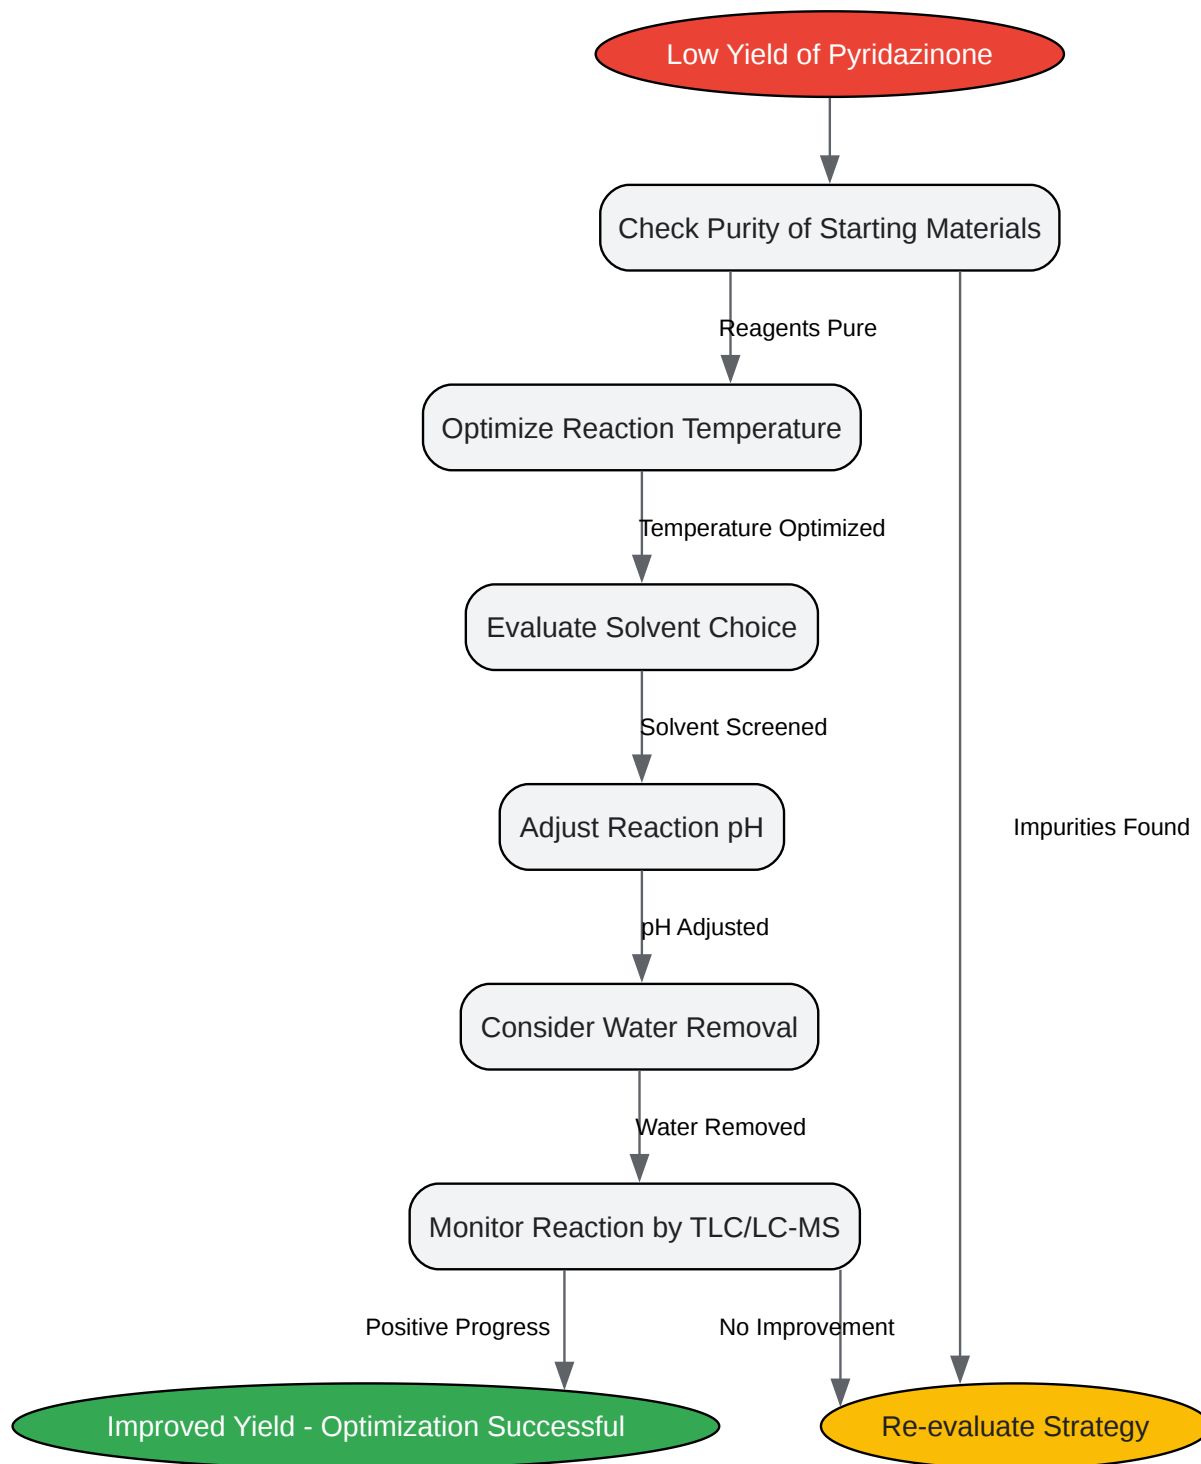 Low Yield of Pyridazinone
Check Purity of Starting Materials
Reagents Pure
Optimize Reaction Temperature
Temperature Optimized
Evaluate Solvent Choice
Solvent Screened
Adjust Reaction pH
Impurities Found
pH Adjusted
Consider Water Removal
Water Removed
Monitor Reaction by TLC/LC-MS
Positive Progress
No Improvement
Improved Yield - Optimization Successful
Re-evaluate Strategy